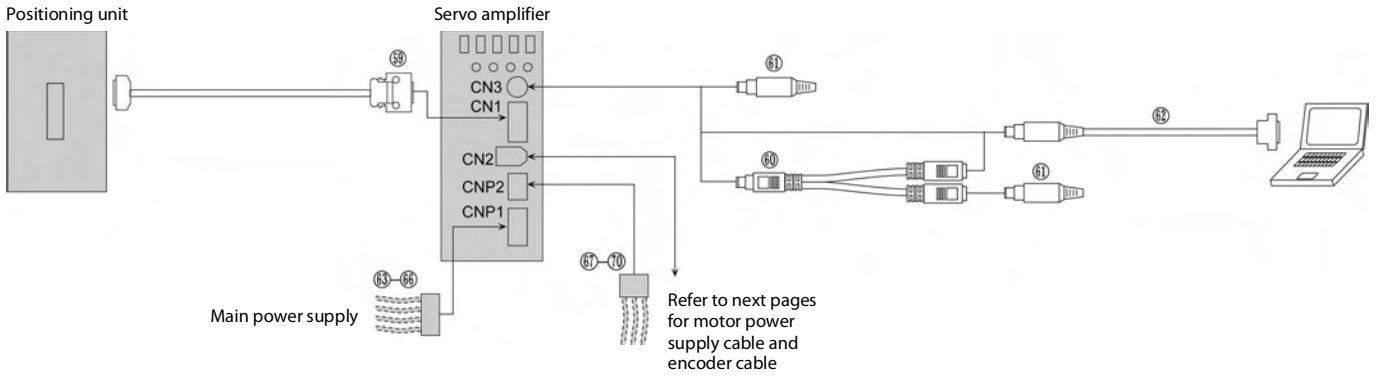 Positioning unit
Servo amplifier
59
61
CN3
CN1
62
CN2
60
CNP2
61
CNP1
63–66
67–70
Main power supply
Refer to next pages
for motor power
supply cable and
encoder cable